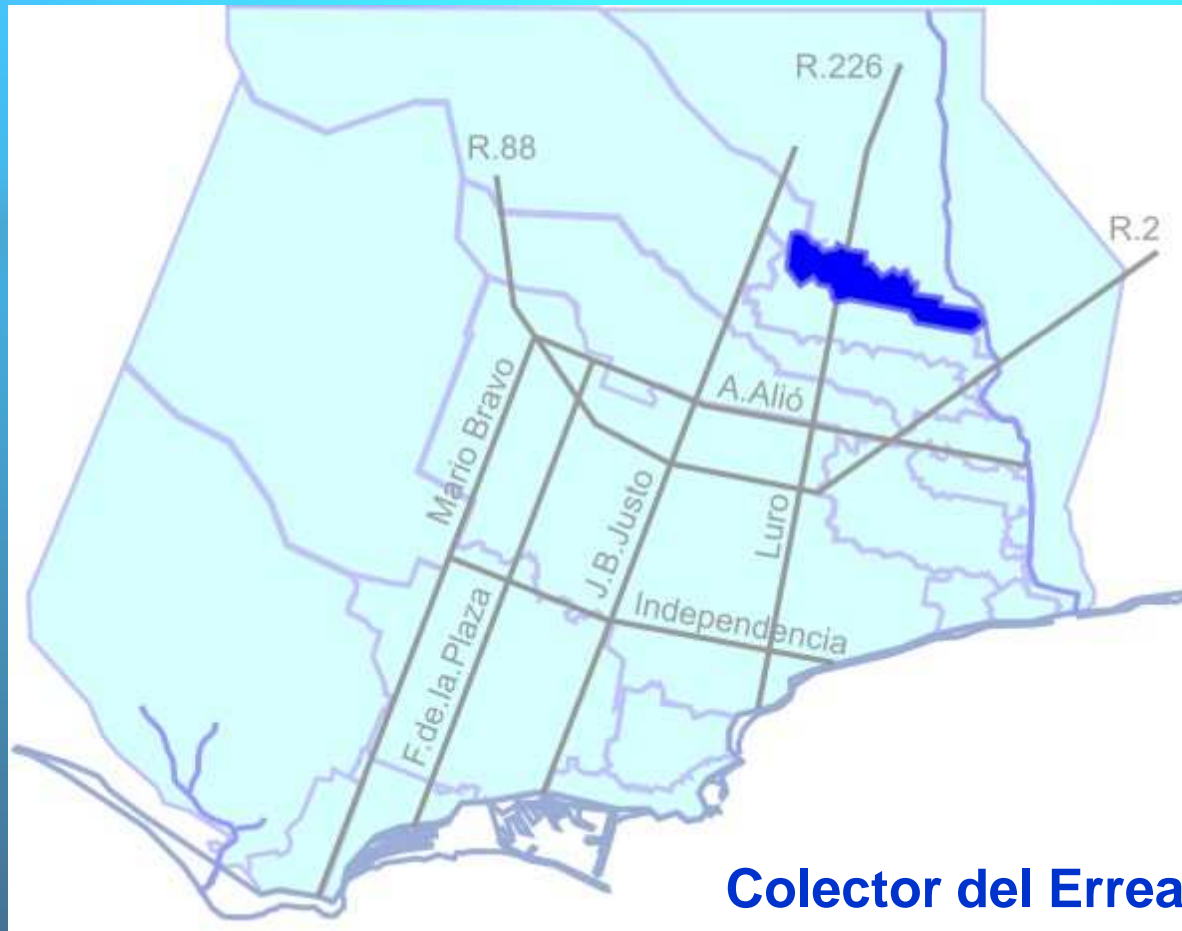 R.226
R.88
R.2
A.Alió
Mario Bravo
J.B.Justo
Luro
Independencia
F.de.la.Plaza
Colector del Errea